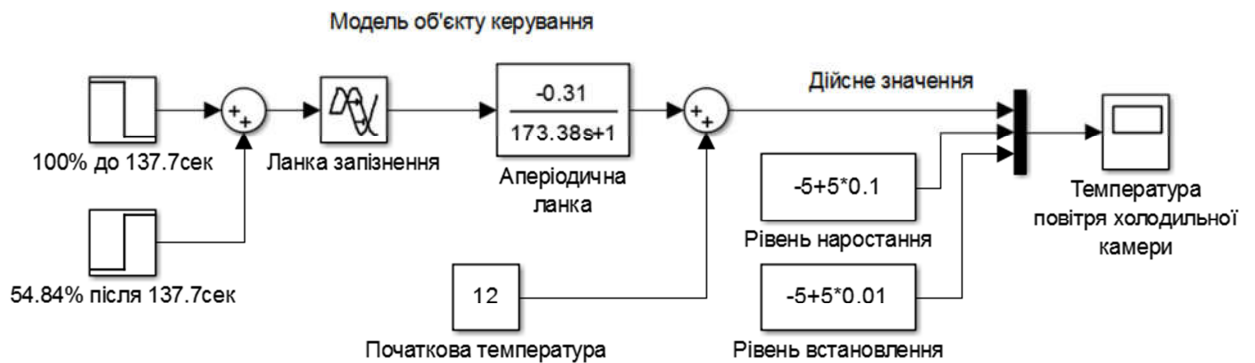 Модель об'єкту керування
100% до 137.7сек
54.84% після 137.7сек
+
+
Ланка запізнення
-0.31
173.38s+1
Аперіодична
ланка
+
+
12
Початкова температура
Дійсне значення
-5+5*0.1
Рівень наростання
-5+5*0.01
Рівень встановлення
Температура
повітря холодильної
камери